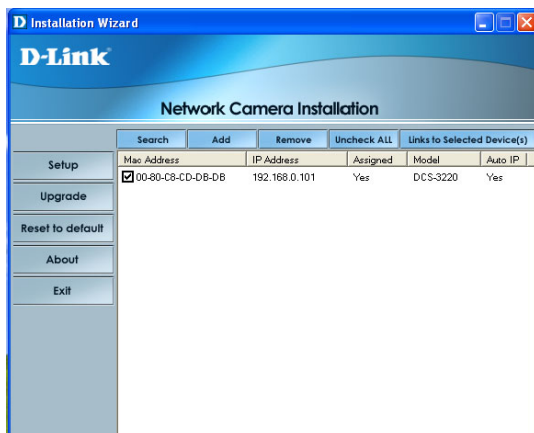 D Installation Wizard
D-Link
Network Camera Installation
Search Add Remove Uncheck ALL Links to Selected Device(s)
Mac Address IP Address Assigned Model Auto IP
00-80-C8-CD-DB-DB 192.168.0.101 Yes DCS-3220 Yes
Setup
Upgrade
Reset to default
About
Exit